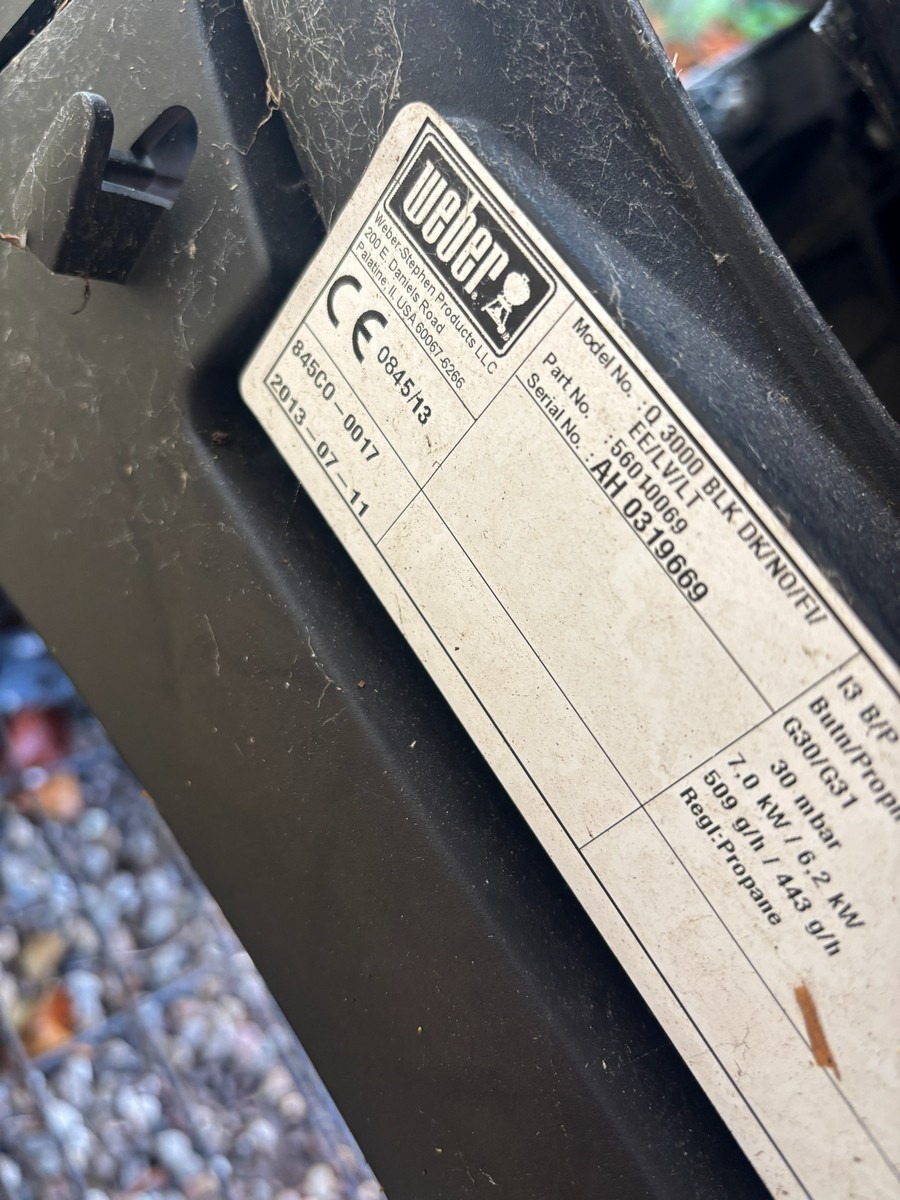 weber
Weber-Stephen Products LLC
200 E. Daniels Road
Palatine, IL USA 60067-6266
CE 0845/13
845CO-0017
2013-07-11
Model No. : Q 3000 BLK DK/NO/FI/
EE/LV/LT
Part No. : 56010069
Serial No. : AH 0319669
I3 B/P
Butn/Propn
G30/G31
30 mbar
7.0 kW / 6.2 kW
509 g/h / 443 g/h
Regl:Propane